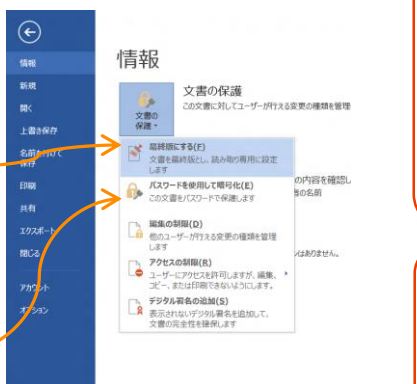 情報
情報
新規
開く
上書き保存
名前を付けて
保存
印刷
共有
エクスポート
閉じる
アカウント
オプション
文書の
保護
文書の保護
この文書に対してユーザーが行える変更の種類を管理
最終版にする(F)
文書を最終版とし、読み取り専用に設定
します
パスワードを使用して暗号化(E)
この文書をパスワードで保護します
編集の制限(D)
他のユーザーが行える変更の種類を管理
します
アクセスの制限(R)
ユーザーにアクセスを許可しますが、編集、
コピー、または印刷できないようにします。
デジタル署名の追加(S)
表示されないデジタル署名を追加して、
文書の完全性を確保します
の内容を確認し
者の名前
はありません。